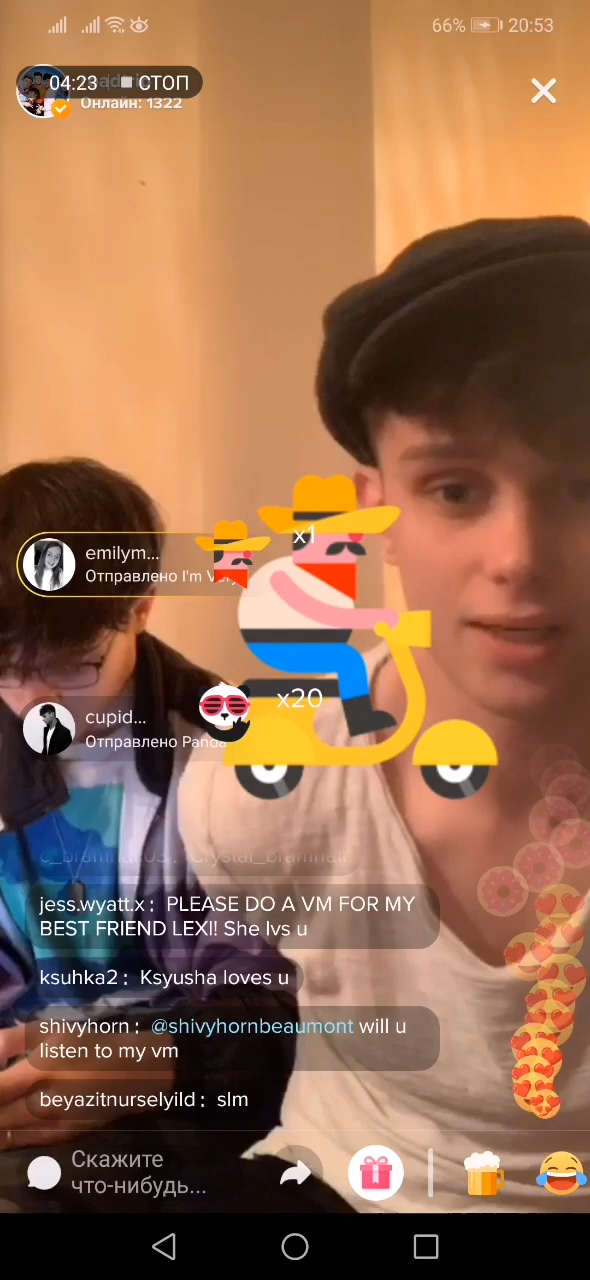 66% 20:53
04:23 СТОП
Онлайн: 1322
x1
emilym...
Отправлено I'm Very
x20
cupid...
Отправлено Panda
jess.wyatt.x : PLEASE DO A VM FOR MY
BEST FRIEND LEXI! She lvs u
ksuhka2 : Ksyusha loves u
shivyhorn : @shivyhornbeaumont will u
listen to my vm
beyazitnurselyild : slm
Скажите
что-нибудь...